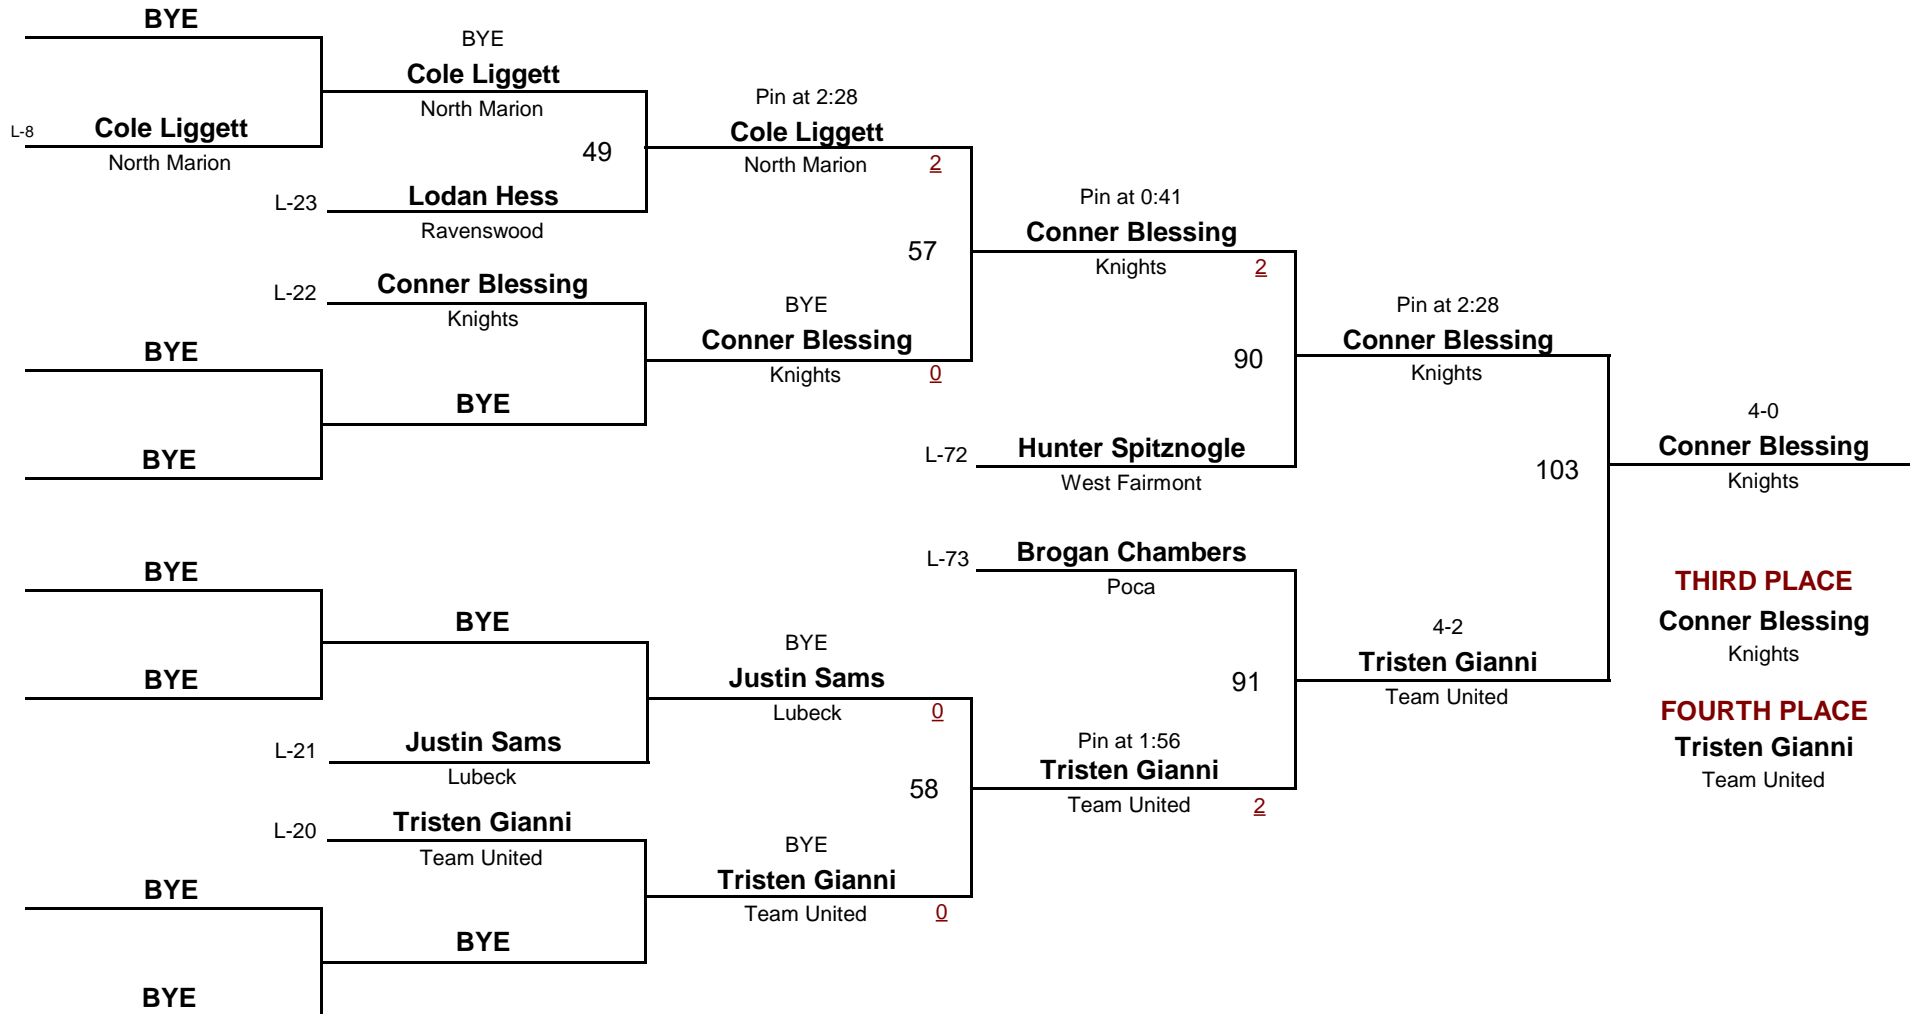 BYE
L-8
Cole Liggett
North Marion
BYE
Cole Liggett
North Marion
49
L-23
Lodan Hess
Ravenswood
Pin at 2:28
Cole Liggett
North Marion
2
57
L-22
Conner Blessing
Knights
BYE
BYE
BYE
BYE
Conner Blessing
Knights
0
Pin at 0:41
Conner Blessing
Knights
2
90
L-72
Hunter Spitznogle
West Fairmont
Pin at 2:28
Conner Blessing
Knights
103
4-0
Conner Blessing
Knights
BYE
BYE
BYE
L-21
Justin Sams
Lubeck
BYE
Justin Sams
Lubeck
0
58
L-20
Tristen Gianni
Team United
BYE
BYE
BYE
BYE
Tristen Gianni
Team United
0
L-73
Brogan Chambers
Poca
91
Pin at 1:56
Tristen Gianni
Team United
2
4-2
Tristen Gianni
Team United
THIRD PLACE
Conner Blessing
Knights
FOURTH PLACE
Tristen Gianni
Team United